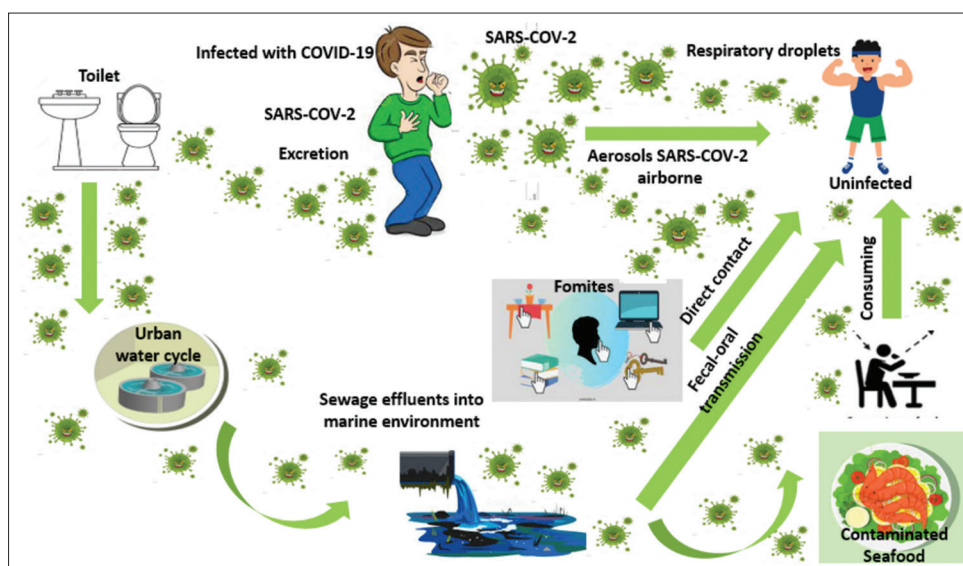 SARS-COV-2
Infected with COVID-19
Respiratory droplets
Toilet
SARS-COV-2
Excretion
Aerosols SARS-COV-2
airborne
Uninfected
Direct contact
Fecal-oral
transmission
Consuming
Fomites
Urban
water cycle
Sewage effluents into
marine environment
Contaminated
Seafood